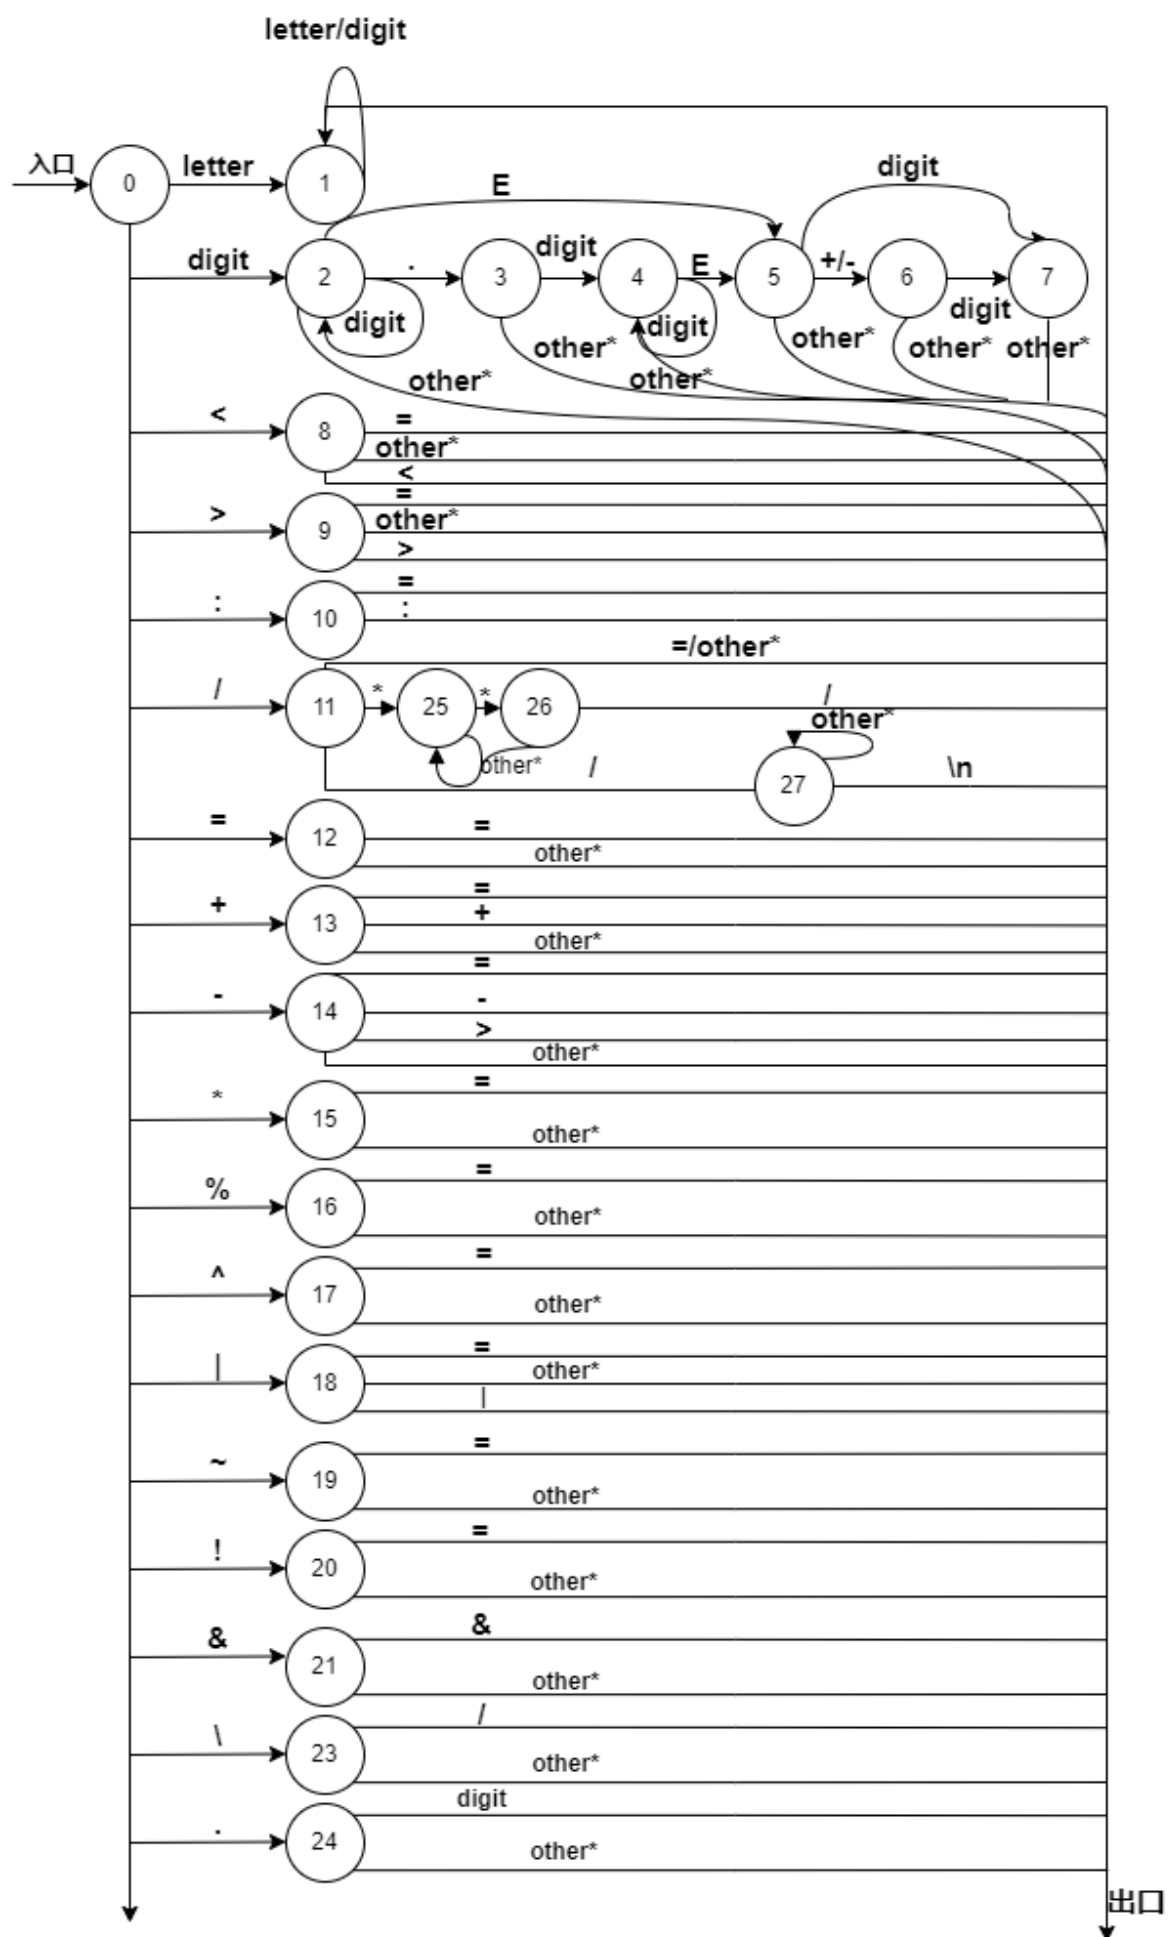 letter/digit
入口
0
letter
1
digit
E
digit
2
.
3
digit
4
E
5
+/-
6
7
digit
digit
digit
other*
other*
other*
other*
other*
other*
<
8
=
other*
<
>
9
=
other*
>
:
10
=
:
=/other*
/
11
*
25
*
26
/
other*
other*
/
27
\n
=
12
=
other*
+
13
=
+
other*
-
14
=
-
>
other*
*
15
=
other*
%
16
=
other*
^
17
=
other*
|
18
=
other*
|
~
19
=
other*
!
20
=
other*
&
21
&
other*
\
23
/
other*
.
24
digit
other*
出口